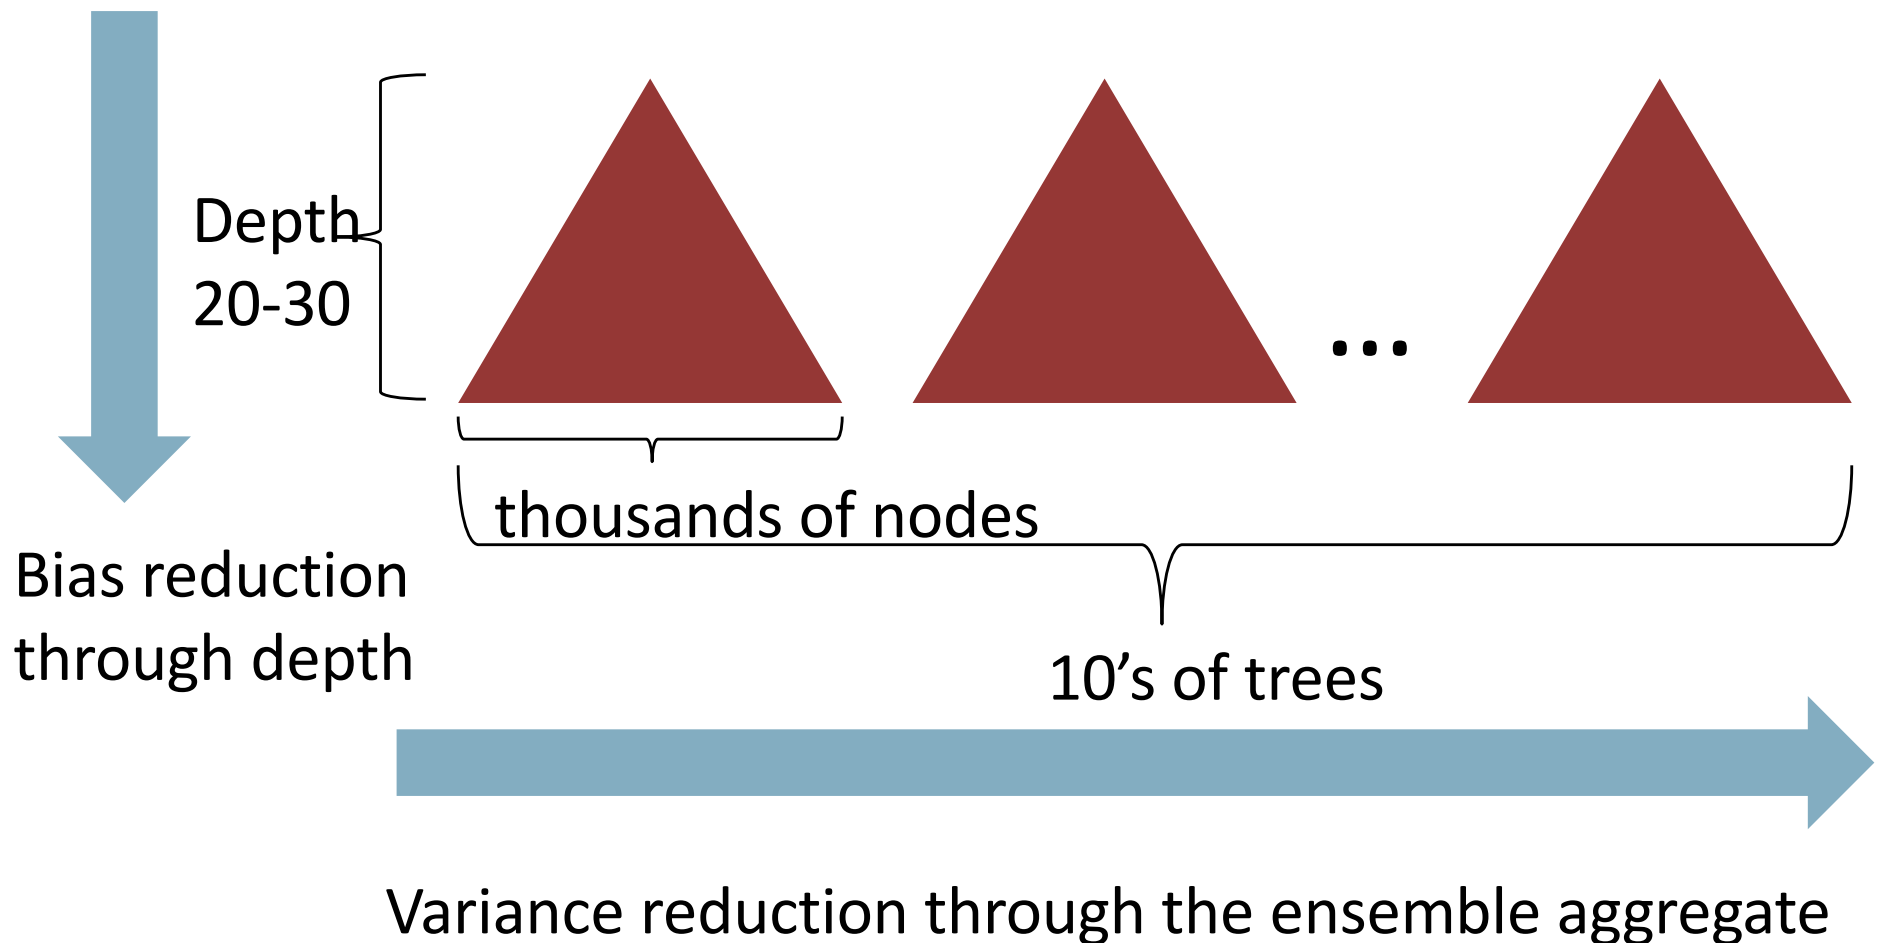 Depth
20-30
...
thousands of nodes
Bias reduction
through depth
10’s of trees
Variance reduction through the ensemble aggregate